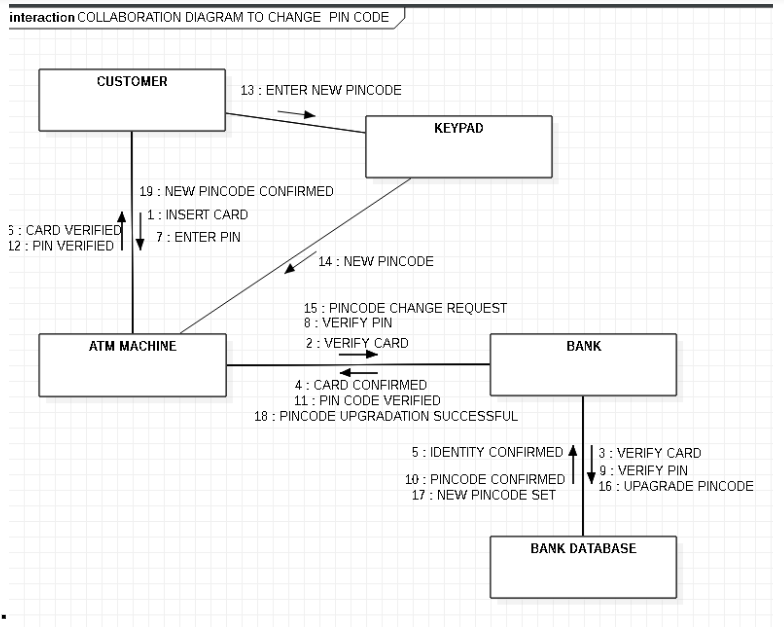 interaction COLLABORATION DIAGRAM TO CHANGE PIN CODE
CUSTOMER
13 : ENTER NEW PINCODE
KEYPAD
19 : NEW PINCODE CONFIRMED
1 : INSERT CARD
6 : CARD VERIFIED
7 : ENTER PIN
12 : PIN VERIFIED
14 : NEW PINCODE
15 : PINCODE CHANGE REQUEST
8 : VERIFY PIN
2 : VERIFY CARD
ATM MACHINE
BANK
4 : CARD CONFIRMED
11 : PIN CODE VERIFIED
18 : PINCODE UPGRADATION SUCCESSFUL
5 : IDENTITY CONFIRMED
3 : VERIFY CARD
9 : VERIFY PIN
10 : PINCODE CONFIRMED
16 : UPAGRADE PINCODE
17 : NEW PINCODE SET
BANK DATABASE